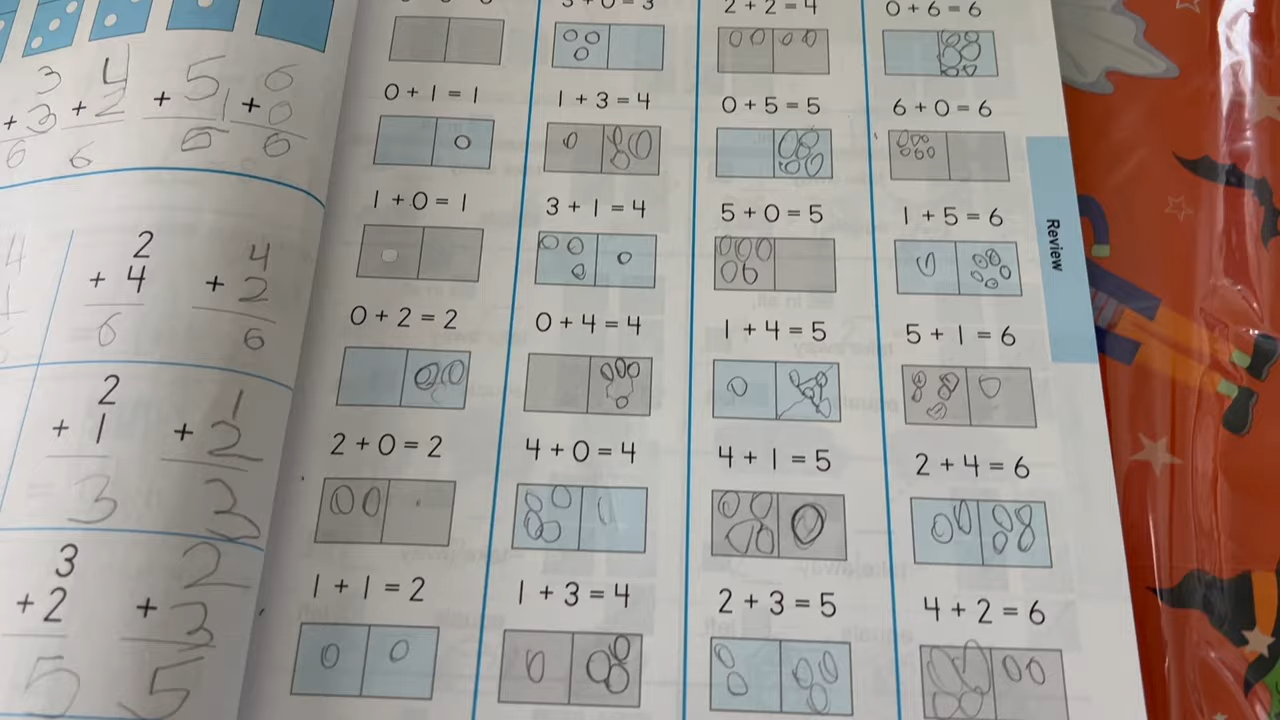 3 4 5 6
+3 +2 +1 +0
6 6 6 6
2 4
+ 4 + 2
6 6
2 1
+ 1 + 2
3 3
3 2
+ 2 + 3
5 5
0 + 1 = 1
1 + 0 = 1
0 + 2 = 2
2 + 0 = 2
1 + 1 = 2
3 + 0 = 3
1 + 3 = 4
3 + 1 = 4
0 + 4 = 4
4 + 0 = 4
1 + 3 = 4
2 + 2 = 4
0 + 5 = 5
5 + 0 = 5
1 + 4 = 5
4 + 1 = 5
2 + 3 = 5
0 + 6 = 6
6 + 0 = 6
1 + 5 = 6
5 + 1 = 6
2 + 4 = 6
4 + 2 = 6
Review